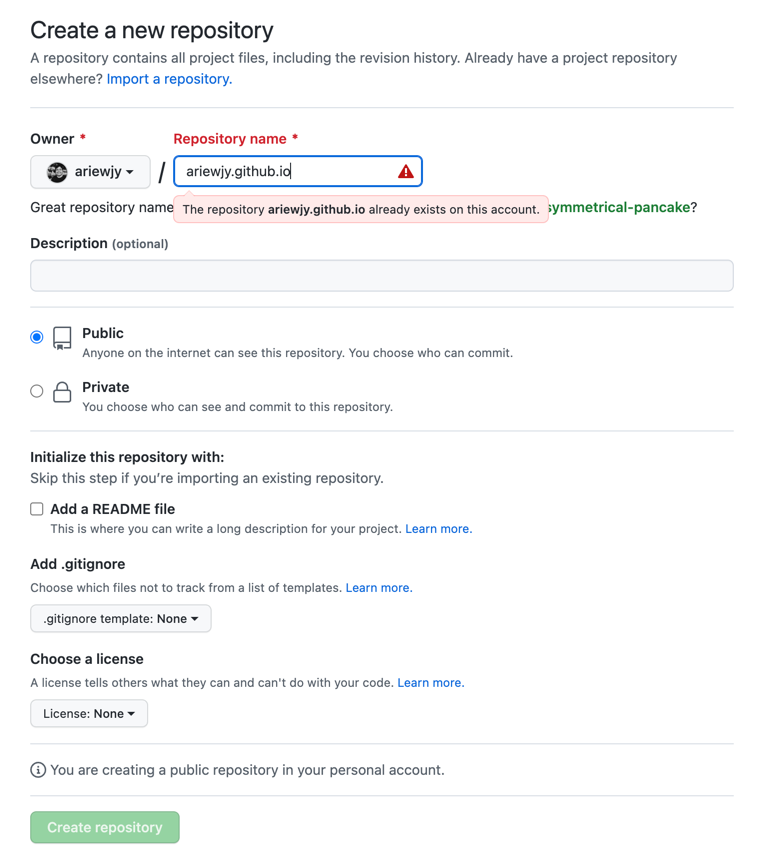 Create a new repository
A repository contains all project files, including the revision history. Already have a project repository
elsewhere? Import a repository.
Owner *
Repository name *
ariewjy
/
ariewjy.github.io
Great repository name
symmetrical-pancake?
The repository ariewjy.github.io already exists on this account.
Description (optional)
Public
Anyone on the internet can see this repository. You choose who can commit.
Private
You choose who can see and commit to this repository.
Initialize this repository with:
Skip this step if you’re importing an existing repository.
Add a README file
This is where you can write a long description for your project. Learn more.
Add .gitignore
Choose which files not to track from a list of templates. Learn more.
.gitignore template: None
Choose a license
A license tells others what they can and can't do with your code. Learn more.
License: None
You are creating a public repository in your personal account.
Create repository